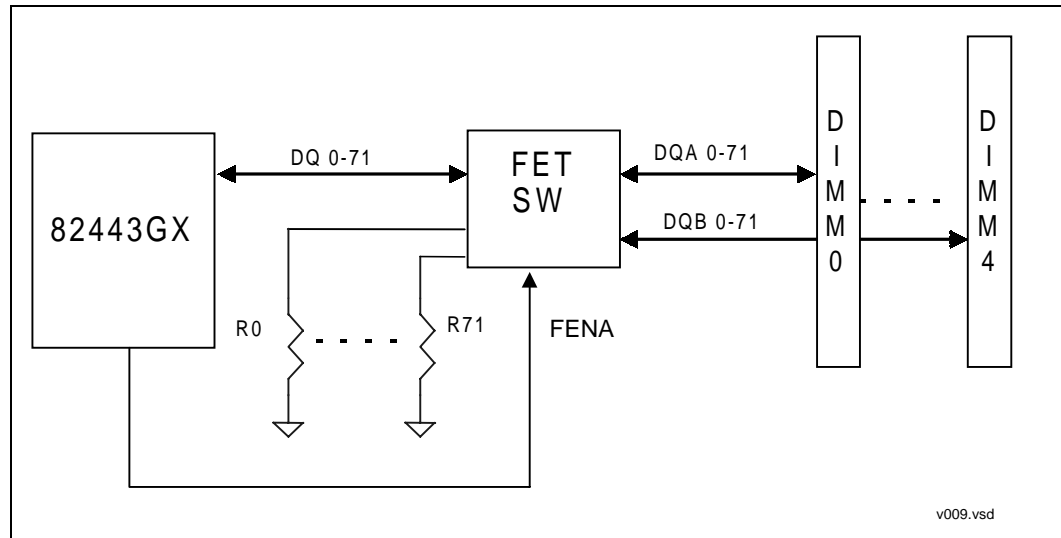 82443GX
DQ 0-71
FET
SW
DQA 0-71
DQB 0-71
D
I
M
M
0
D
I
M
M
4
R0
R71
FENA
v009.vsd